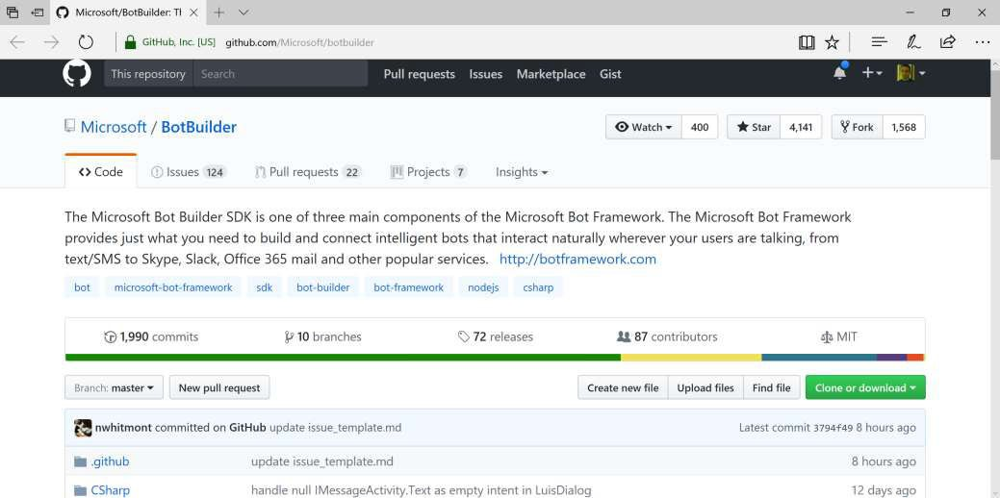 Microsoft/BotBuilder: Th
GitHub, Inc. [US] github.com/Microsoft/botbuilder
This repository Search Pull requests Issues Marketplace Gist
Microsoft / BotBuilder
Watch 400 Star 4,141 Fork 1,568
Code Issues 124 Pull requests 22 Projects 7 Insights
The Microsoft Bot Builder SDK is one of three main components of the Microsoft Bot Framework. The Microsoft Bot Framework
provides just what you need to build and connect intelligent bots that interact naturally wherever your users are talking, from
text/SMS to Skype, Slack, Office 365 mail and other popular services. http://botframework.com
bot microsoft-bot-framework sdk bot-builder bot-framework nodejs csharp
1,990 commits 10 branches 72 releases 87 contributors MIT
Branch: master New pull request Create new file Upload files Find file Clone or download
nwhitmont committed on GitHub update issue_template.md Latest commit 3794f49 8 hours ago
.github update issue_template.md 8 hours ago
CSharp handle null IMessageActivity.Text as empty intent in LuisDialog 12 days ago